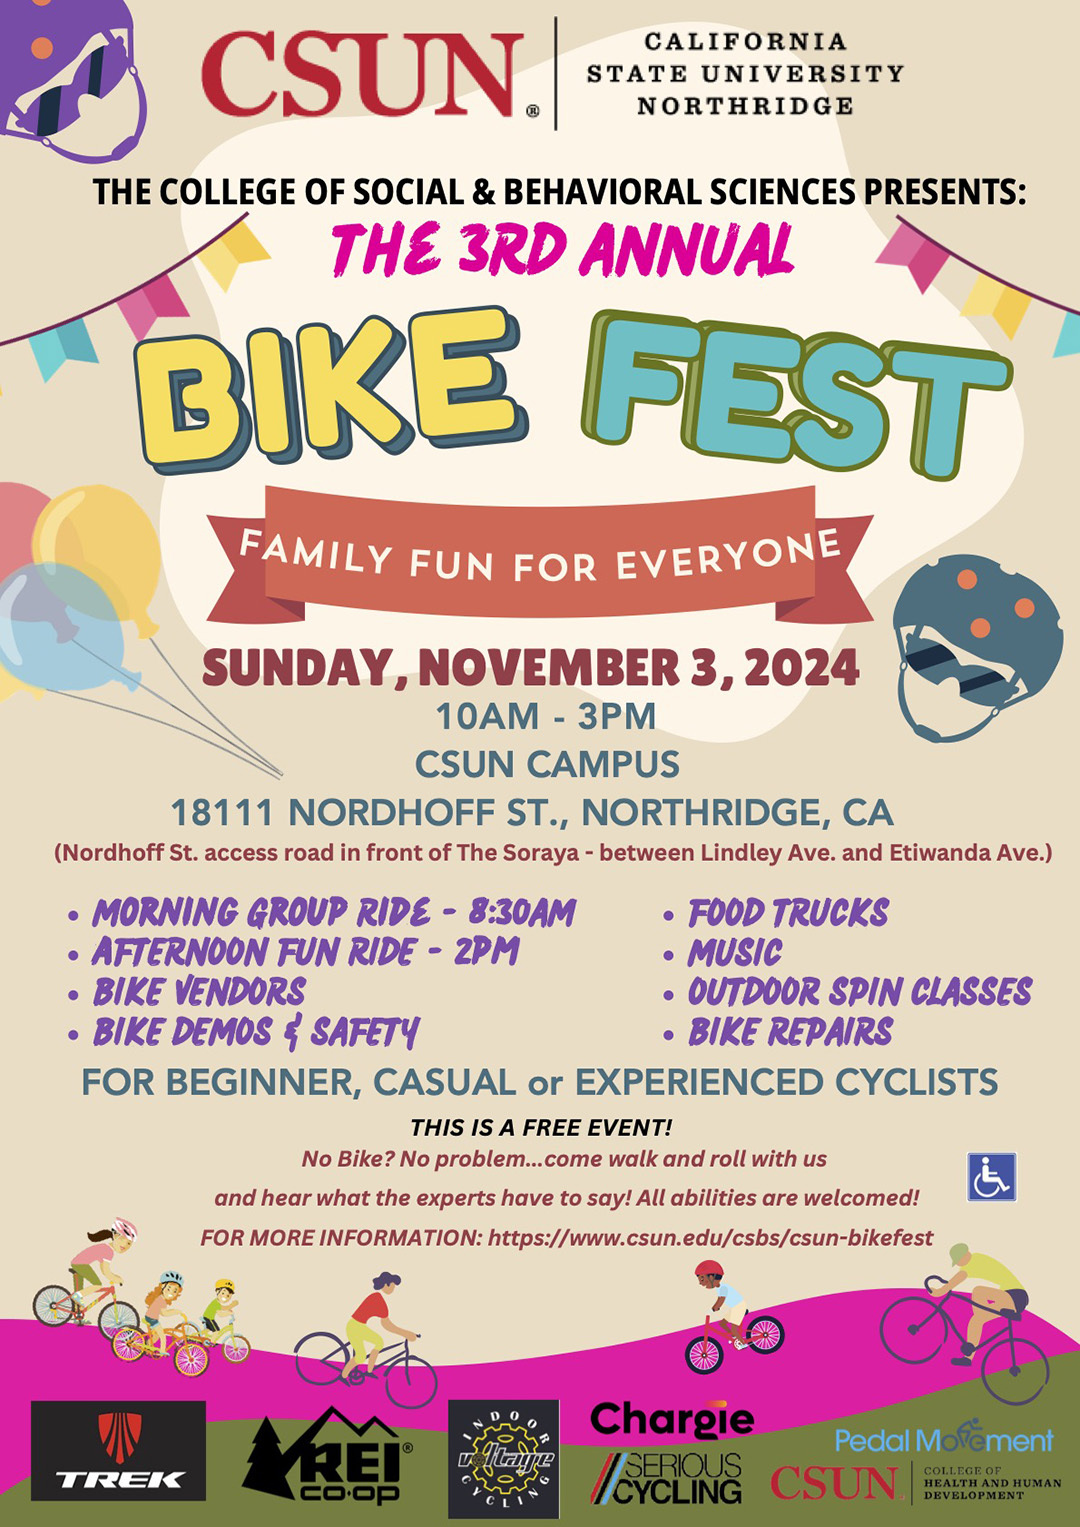 CSUN®
CALIFORNIA
STATE UNIVERSITY
NORTHRIDGE
THE COLLEGE OF SOCIAL & BEHAVIORAL SCIENCES PRESENTS:
THE 3RD ANNUAL
BIKE FEST
FAMILY FUN FOR EVERYONE
SUNDAY, NOVEMBER 3, 2024
10AM - 3PM
CSUN CAMPUS
18111 NORDHOFF ST., NORTHRIDGE, CA
(Nordhoff St. access road in front of The Soraya - between Lindley Ave. and Etiwanda Ave.)
• MORNING GROUP RIDE - 8:30AM
• AFTERNOON FUN RIDE - 2PM
• BIKE VENDORS
• BIKE DEMOS & SAFETY
• FOOD TRUCKS
• MUSIC
• OUTDOOR SPIN CLASSES
• BIKE REPAIRS
FOR BEGINNER, CASUAL or EXPERIENCED CYCLISTS
THIS IS A FREE EVENT!
No Bike? No problem...come walk and roll with us
and hear what the experts have to say! All abilities are welcomed!
FOR MORE INFORMATION: https://www.csun.edu/csbs/csun-bikefest
TREK
REI®
CO·OP
INDOOR
voltage
CYCLING
Chargie
SERIOUS
CYCLING
Pedal Movement
CSUN.
COLLEGE OF
HEALTH AND HUMAN
DEVELOPMENT